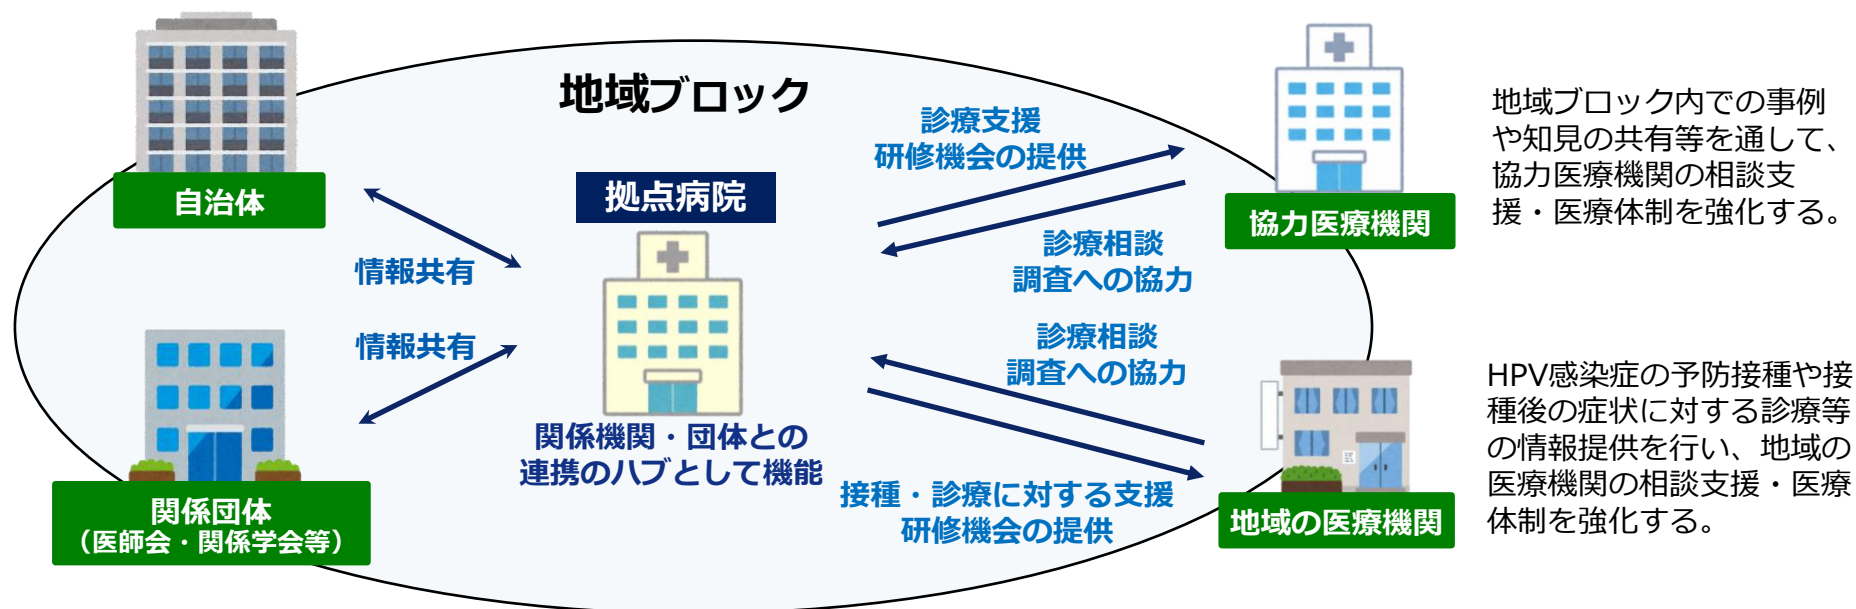 地域ブロック
自治体
情報共有
情報共有
関係団体
（医師会・関係学会等）
拠点病院
関係機関・団体との
連携のハブとして機能
診療支援
研修機会の提供
診療相談
調査への協力
診療相談
調査への協力
接種・診療に対する支援
研修機会の提供
協力医療機関
地域の医療機関
地域ブロック内での事例
や知見の共有等を通して、
協力医療機関の相談支
援・医療体制を強化する。
HPV感染症の予防接種や接
種後の症状に対する診療等
の情報提供を行い、地域の
医療機関の相談支援・医療
体制を強化する。